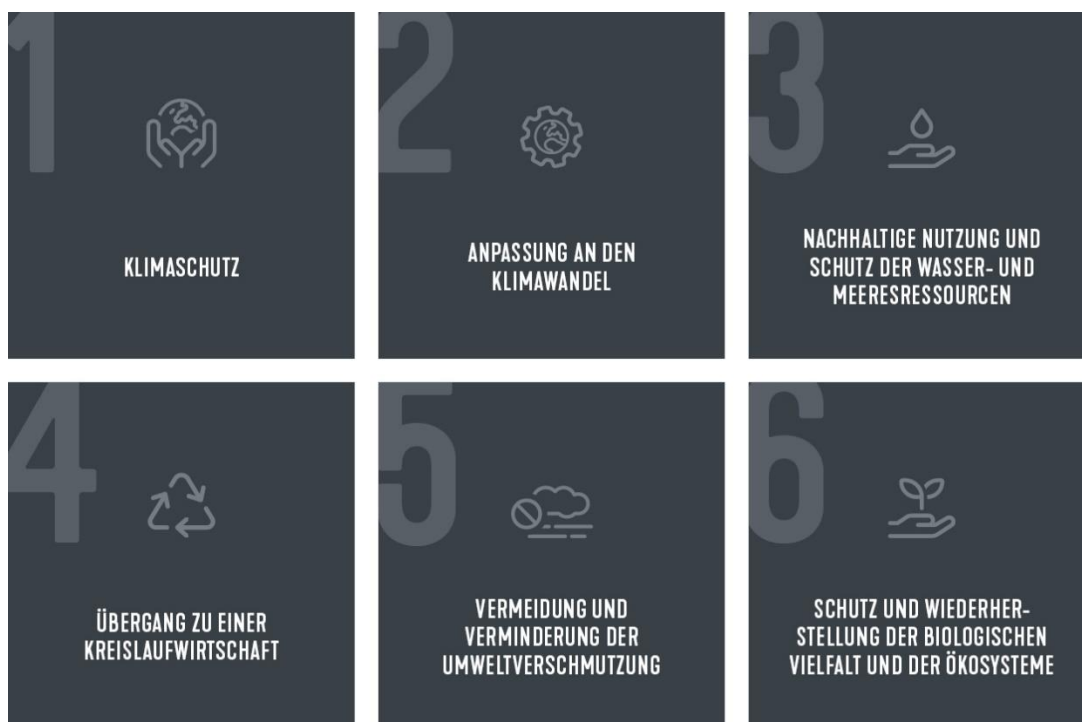 1
KLIMASCHUTZ
2
ANPASSUNG AN DEN
KLIMAWANDEL
3
NACHHALTIGE NUTZUNG UND
SCHUTZ DER WASSER- UND
MEERESRESSOURCEN
4
ÜBERGANG ZU EINER
KREISLAUFWIRTSCHAFT
5
VERMEIDUNG UND
VERMINDERUNG DER
UMWELTVERSCHMUTZUNG
6
SCHUTZ UND WIEDERHER-
STELLUNG DER BIOLOGISCHEN
VIELFALT UND DER ÖKOSYSTEME